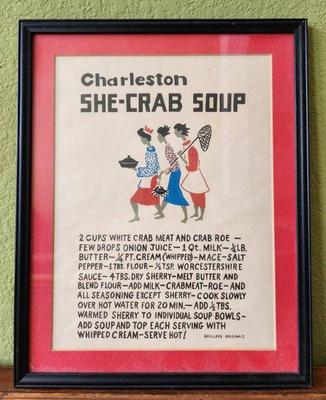 Charleston
SHE-CRAB SOUP
2 CUPS WHITE CRAB MEAT AND CRAB ROE –
FEW DROPS ONION JUICE – 1 Qt. MILK – ¼ LB.
BUTTER – ¼ PT. CREAM (WHIPPED) – MACE – SALT
PEPPER – 1 TBS. FLOUR – ½ TSP. WORCESTERSHIRE
SAUCE – 4 TBS. DRY SHERRY – MELT BUTTER AND
BLEND FLOUR – ADD MILK – CRABMEAT – ROE – AND
ALL SEASONING EXCEPT SHERRY – COOK SLOWLY
OVER HOT WATER FOR 20 MIN. – ADD ½ TBS.
WARMED SHERRY TO INDIVIDUAL SOUP BOWLS –
ADD SOUP AND TOP EACH SERVING WITH
WHIPPED CREAM – SERVE HOT!
GAILLARD ORIGINALS